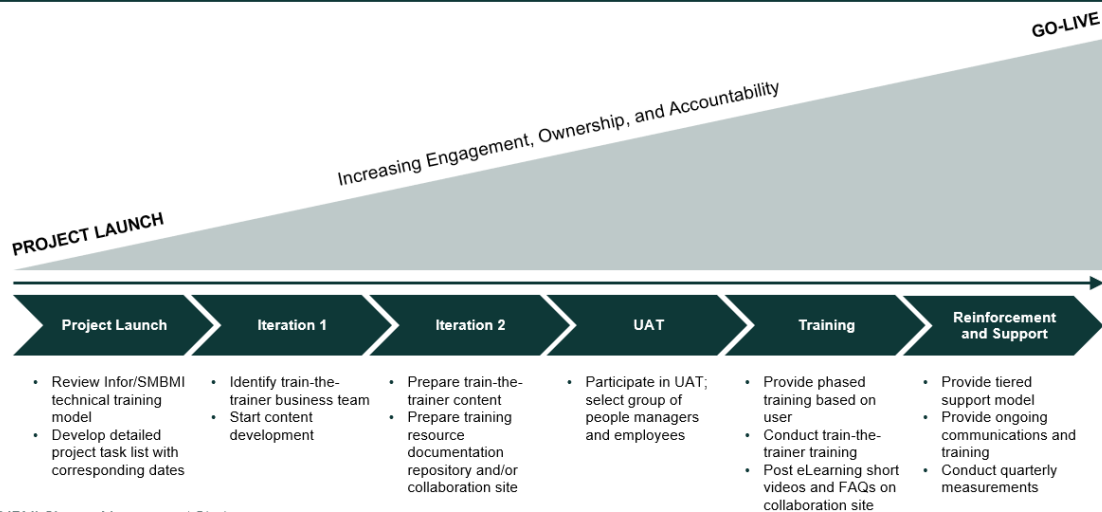 GO-LIVE
Increasing Engagement, Ownership, and Accountability
PROJECT LAUNCH
Project Launch
Iteration 1
Iteration 2
UAT
Training
Reinforcement
and Support
• Review Infor/SMBMI
technical training
model
• Develop detailed
project task list with
corresponding dates
• Identify train-the-
trainer business team
• Start content
development
• Prepare train-the-
trainer content
• Prepare training
resource
documentation
repository and/or
collaboration site
• Participate in UAT;
select group of
people managers
and employees
• Provide phased
training based on
user
• Conduct train-the-
trainer training
• Post eLearning short
videos and FAQs on
collaboration site
• Provide tiered
support model
• Provide ongoing
communications and
training
• Conduct quarterly
measurements